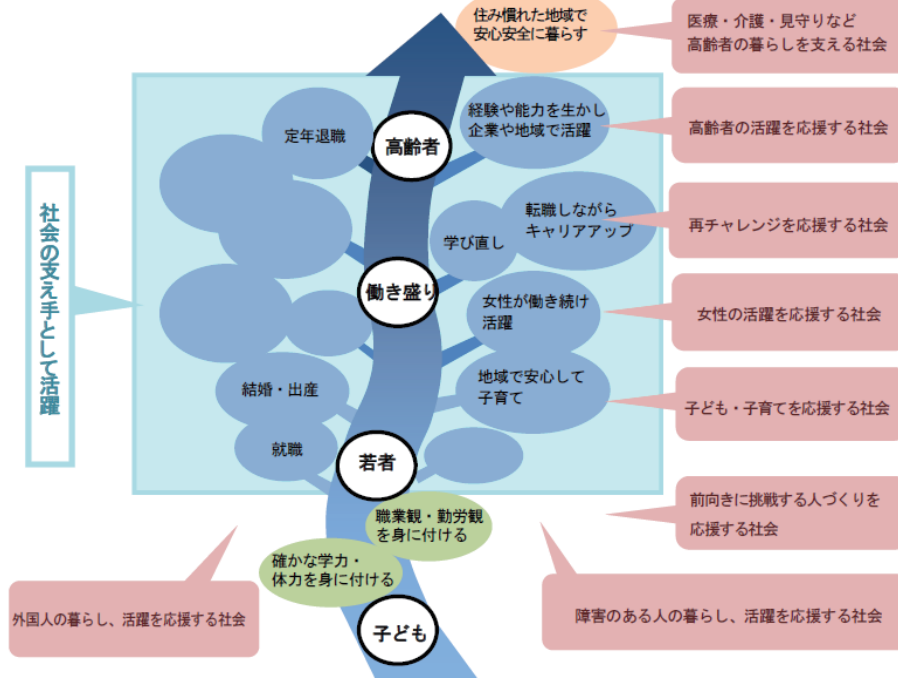 住み慣れた地域で
安心安全に暮らす
医療・介護・見守りなど
高齢者の暮らしを支える社会
定年退職
高齢者
経験や能力を生かし
企業や地域で活躍
高齢者の活躍を応援する社会
社会の支え手として活躍
学び直し
転職しながら
キャリアアップ
再チャレンジを応援する社会
働き盛り
女性が働き続け
活躍
女性の活躍を応援する社会
結婚・出産
地域で安心して
子育て
子ども・子育てを応援する社会
就職
若者
職業観・勤労観
を身に付ける
前向きに挑戦する人づくりを
応援する社会
確かな学力・
体力を身に付ける
外国人の暮らし、活躍を応援する社会
子ども
障害のある人の暮らし、活躍を応援する社会